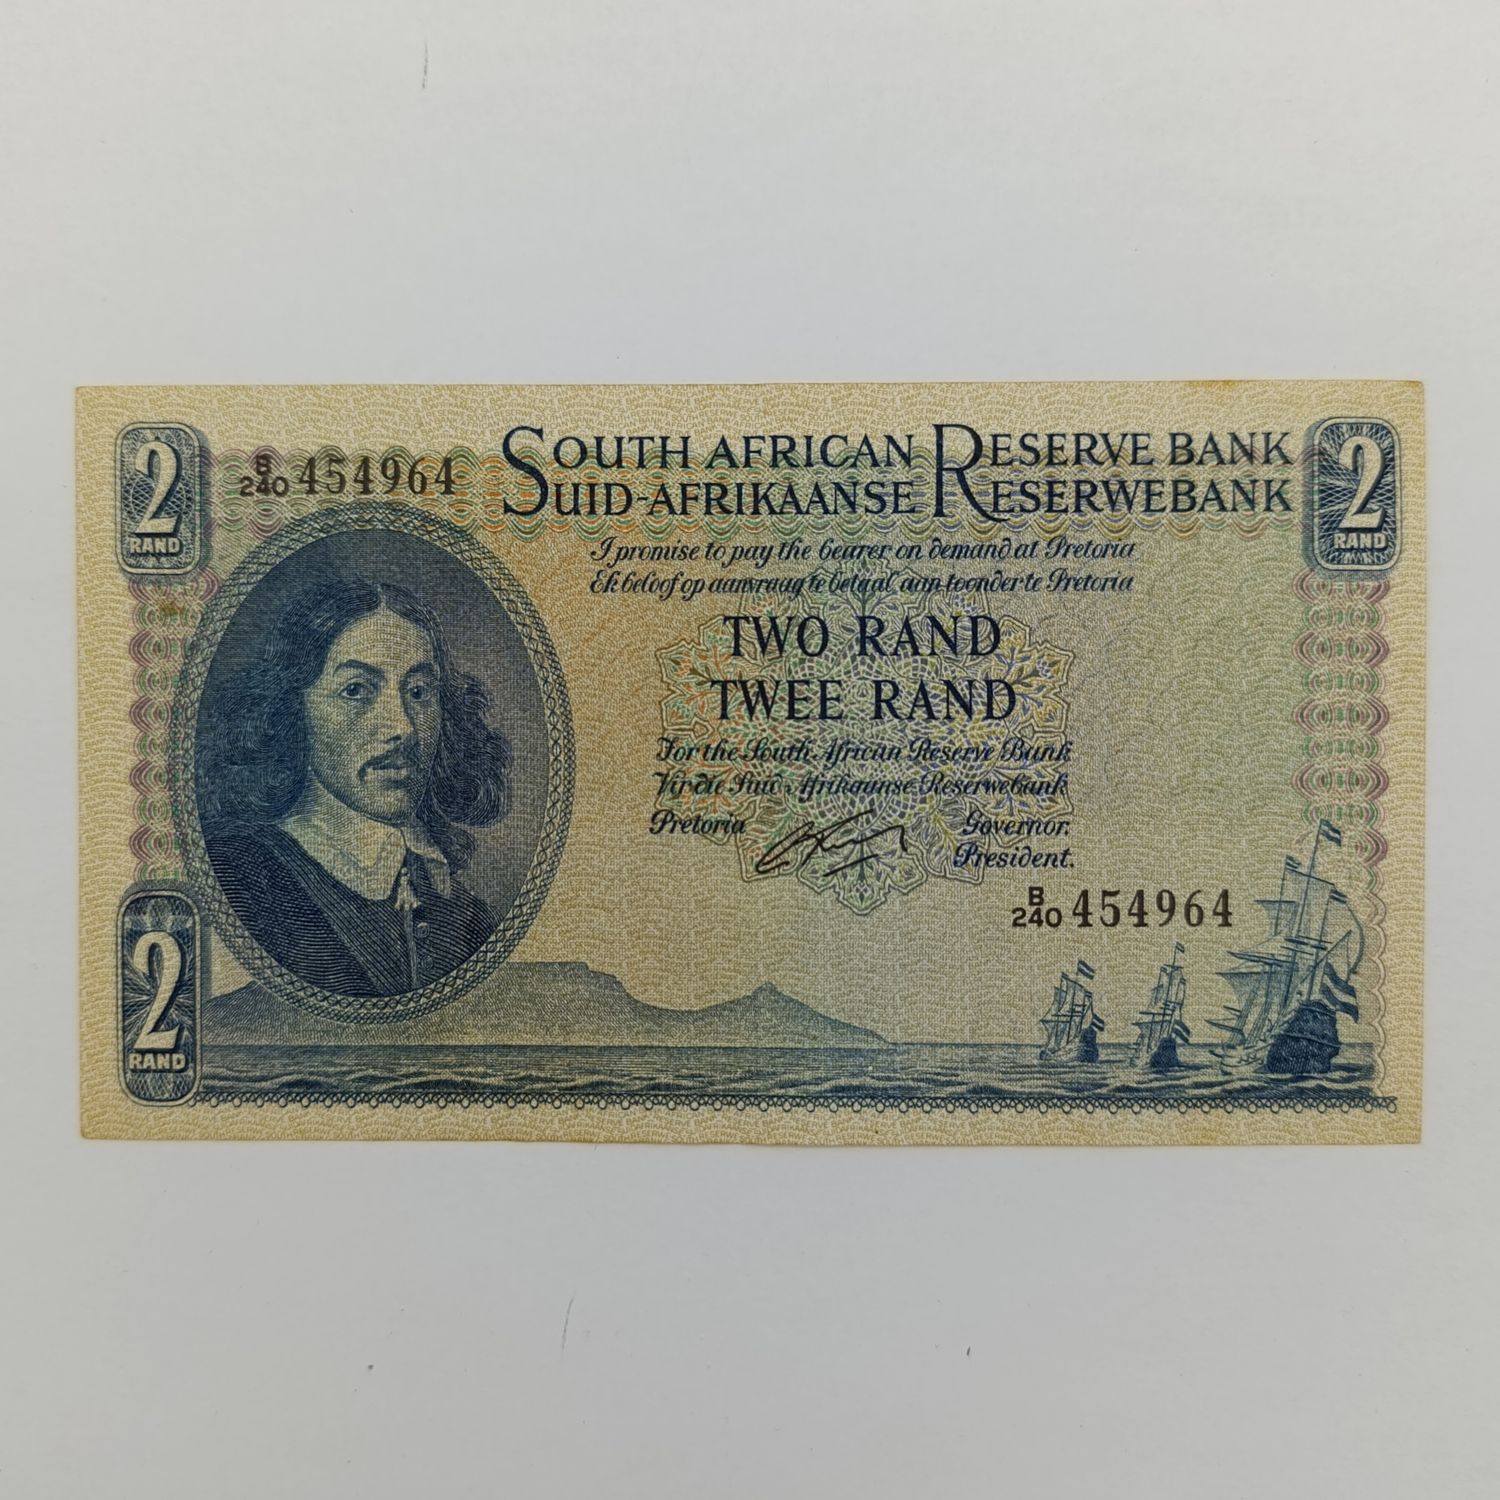 2
RAND
B/240 454964
SOUTH AFRICAN RESERVE BANK
SUID-AFRIKAANSE RESERWEBANK
2
RAND
I promise to pay the bearer on demand at Pretoria
Ek beloof op aanvraag te betaal aan toonder te Pretoria
TWO RAND
TWEE RAND
For the South African Reserve Bank
Vir die Suid-Afrikaanse Reserwebank
Pretoria
Governor.
President.
B/240 454964
2
RAND